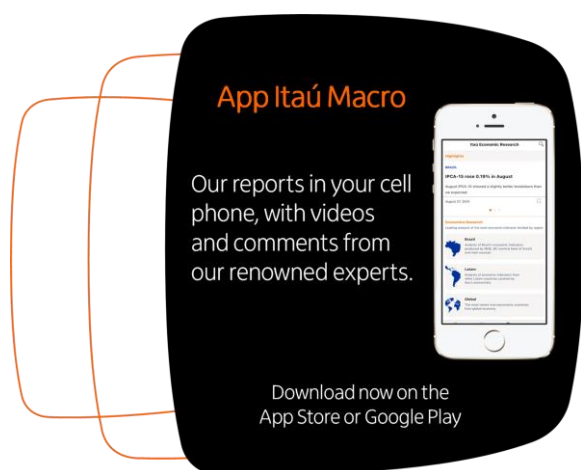 App Itaú Macro
Our reports in your cell
phone, with videos
and comments from
our renowned experts.
Itaú Economic Research
Highlights
IPCA-15 rose 0.19% in August
Brazil
Latam
Global
Download now on the
App Store or Google Play